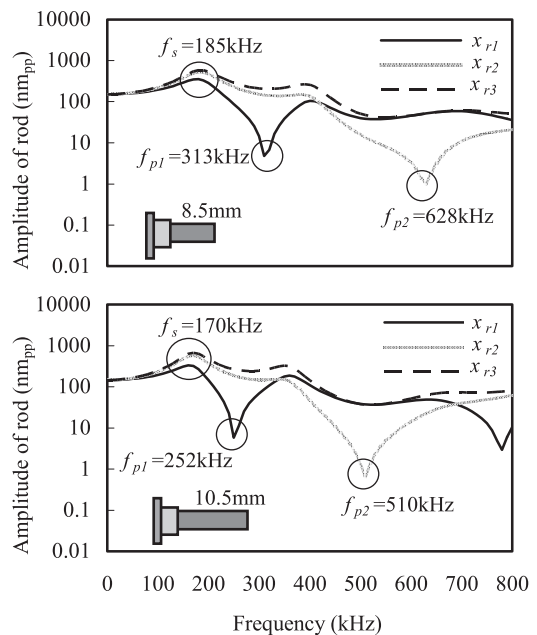 10000
1000
100
10
1
0.1
0.01
Amplitude of rod (nmpp)
fs=185kHz
fp1=313kHz
fp2=628kHz
8.5mm
xr1
xr2
xr3
10000
1000
100
10
1
0.1
0.01
Amplitude of rod (nmpp)
fs=170kHz
fp1=252kHz
fp2=510kHz
10.5mm
xr1
xr2
xr3
0 100 200 300 400 500 600 700 800
Frequency (kHz)